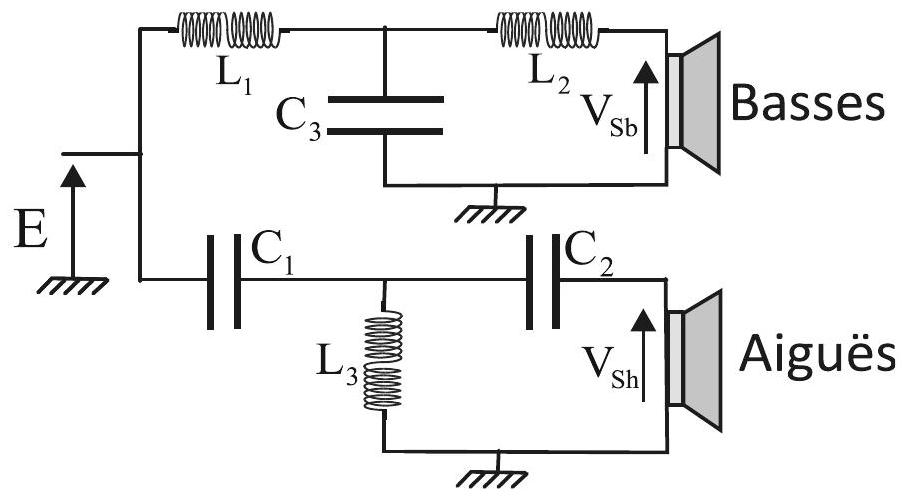 L1
L2
C3
VSb
Basses
E
C1
C2
L3
VSh
Aiguës